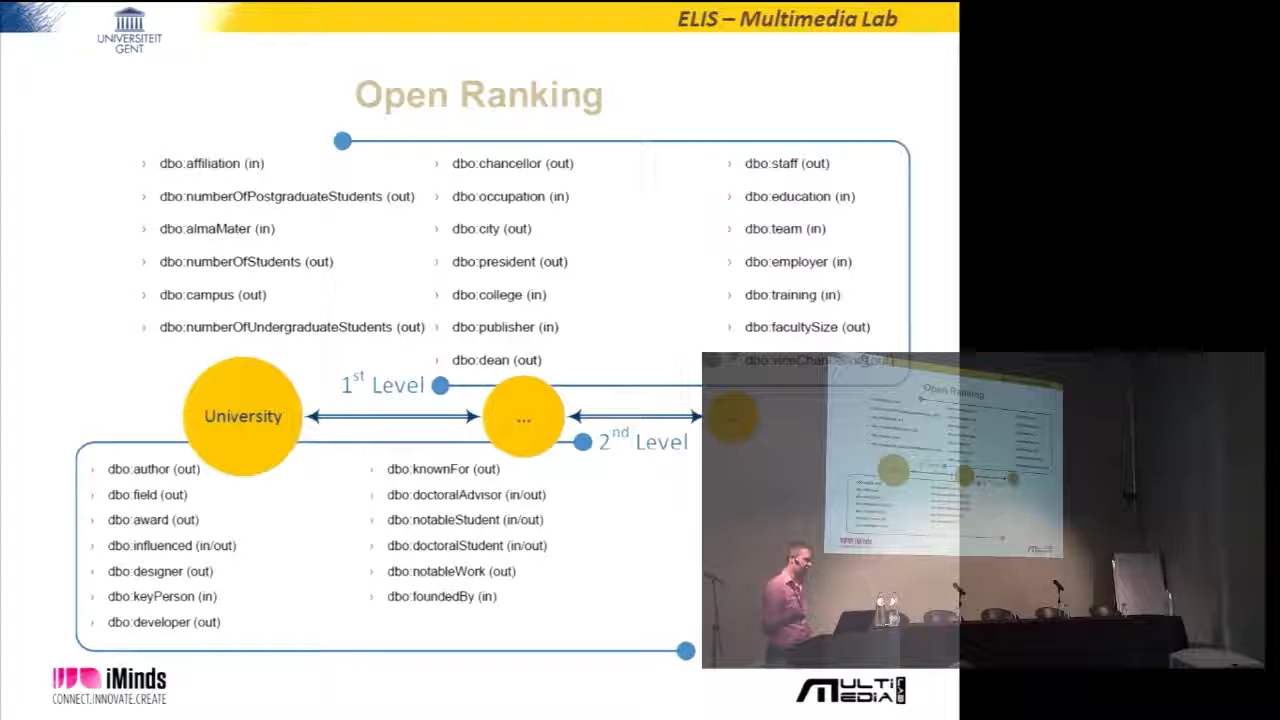 ELIS – Multimedia Lab
UNIVERSITEIT
GENT
Open Ranking
dbo:affiliation (in)
dbo:numberOfPostgraduateStudents (out)
dbo:almaMater (in)
dbo:numberOfStudents (out)
dbo:campus (out)
dbo:numberOfUndergraduateStudents (out)
dbo:chancellor (out)
dbo:occupation (in)
dbo:city (out)
dbo:president (out)
dbo:college (in)
dbo:publisher (in)
dbo:dean (out)
dbo:staff (out)
dbo:education (in)
dbo:team (in)
dbo:employer (in)
dbo:training (in)
dbo:facultySize (out)
dbo:viceChancellor (out)
1st Level
University
...
2nd Level
dbo:author (out)
dbo:field (out)
dbo:award (out)
dbo:influenced (in/out)
dbo:designer (out)
dbo:keyPerson (in)
dbo:developer (out)
dbo:knownFor (out)
dbo:doctoralAdvisor (in/out)
dbo:notableStudent (in/out)
dbo:doctoralStudent (in/out)
dbo:notableWork (out)
dbo:foundedBy (in)
Open Ranking
iMinds
CONNECT.INNOVATE.CREATE
MULTI
MEDIA LAB